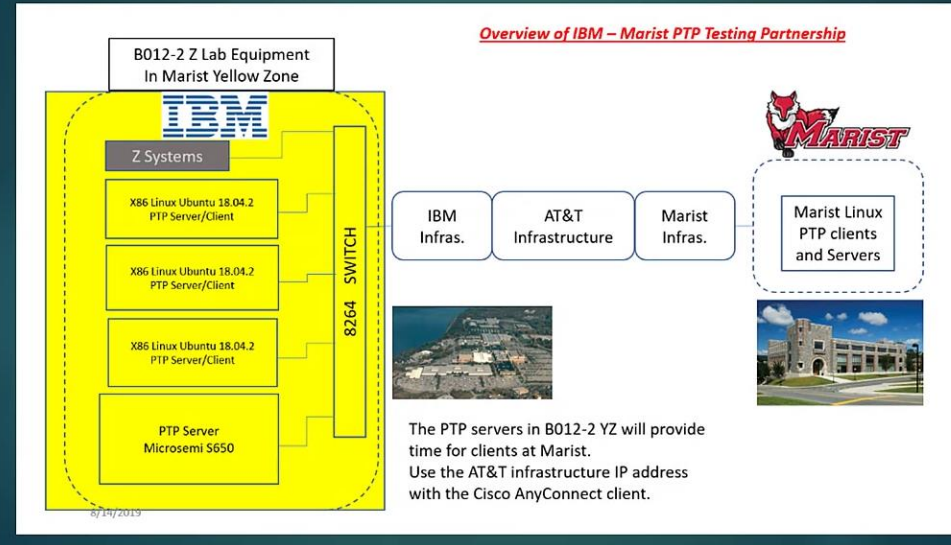 Overview of IBM – Marist PTP Testing Partnership
B012-2 Z Lab Equipment
In Marist Yellow Zone
IBM
Z Systems
X86 Linux Ubuntu 18.04.2
PTP Server/Client
X86 Linux Ubuntu 18.04.2
PTP Server/Client
X86 Linux Ubuntu 18.04.2
PTP Server/Client
PTP Server
Microsemi S650
8264 SWITCH
IBM
Infras.
AT&T
Infrastructure
Marist
Infras.
MARIST
Marist Linux
PTP clients
and Servers
The PTP servers in B012-2 YZ will provide
time for clients at Marist.
Use the AT&T infrastructure IP address
with the Cisco AnyConnect client.
8/14/2019